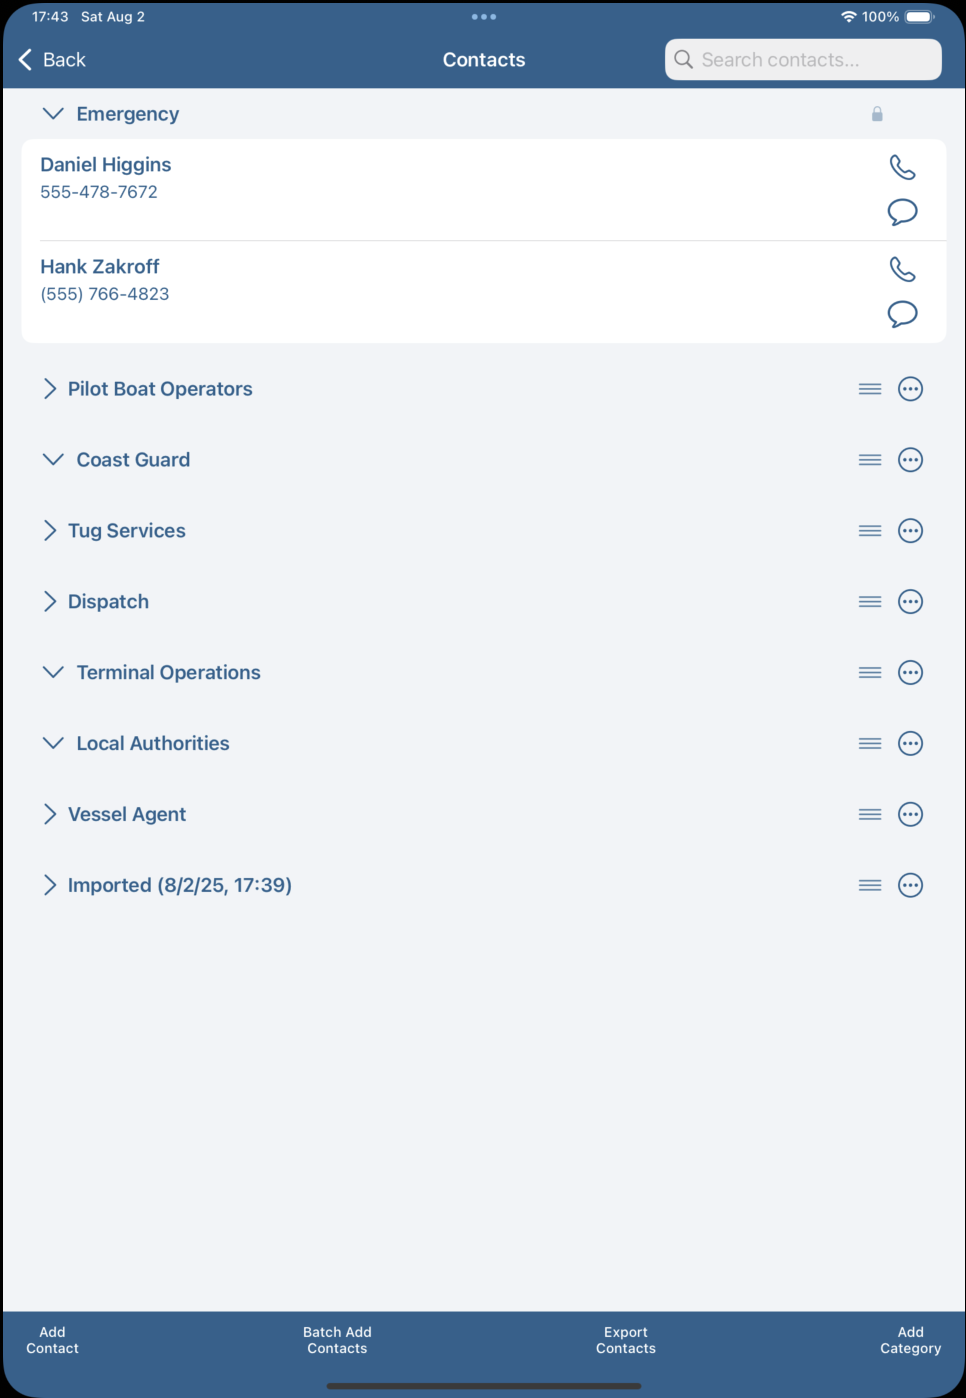 17:43 Sat Aug 2
100%
Back
Contacts
Search contacts...
Emergency
Daniel Higgins
555-478-7672
Hank Zakroff
(555) 766-4823
Pilot Boat Operators
Coast Guard
Tug Services
Dispatch
Terminal Operations
Local Authorities
Vessel Agent
Imported (8/2/25, 17:39)
Add
Contact
Batch Add
Contacts
Export
Contacts
Add
Category